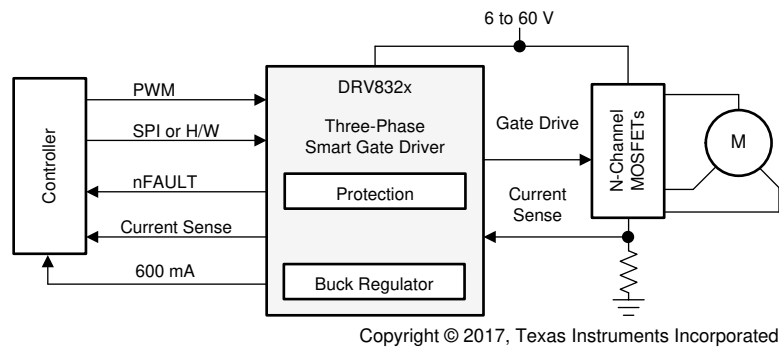 6 to 60 V
DRV832x
Three-Phase
Smart Gate Driver
Protection
Buck Regulator
Controller
PWM
SPI or H/W
nFAULT
Current Sense
600 mA
Gate Drive
Current
Sense
N-Channel
MOSFETs
M
Copyright © 2017, Texas Instruments Incorporated